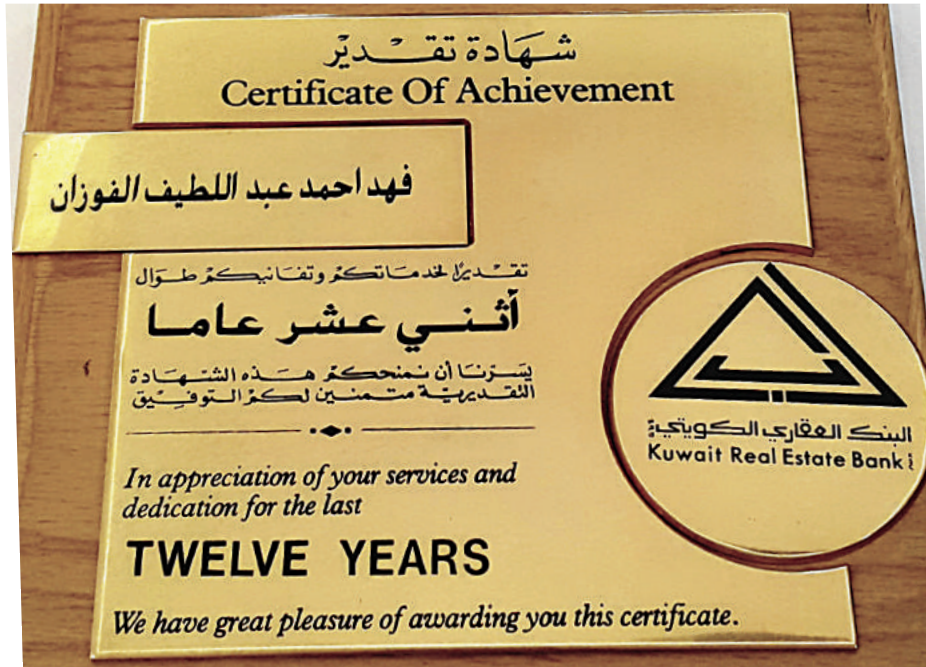 شهادة تقدير
Certificate Of Achievement
فهد احمد عبد اللطيف الفوزان
تقديرًا لخدماتكم وتفانيكم طوال
أثني عشر عاما
يسرنا أن نمنحكم هذه الشهادة
التقديرية متمنين لكم التوفيق
البنك العقاري الكويتي
Kuwait Real Estate Bank
In appreciation of your services and
dedication for the last
TWELVE YEARS
We have great pleasure of awarding you this certificate.